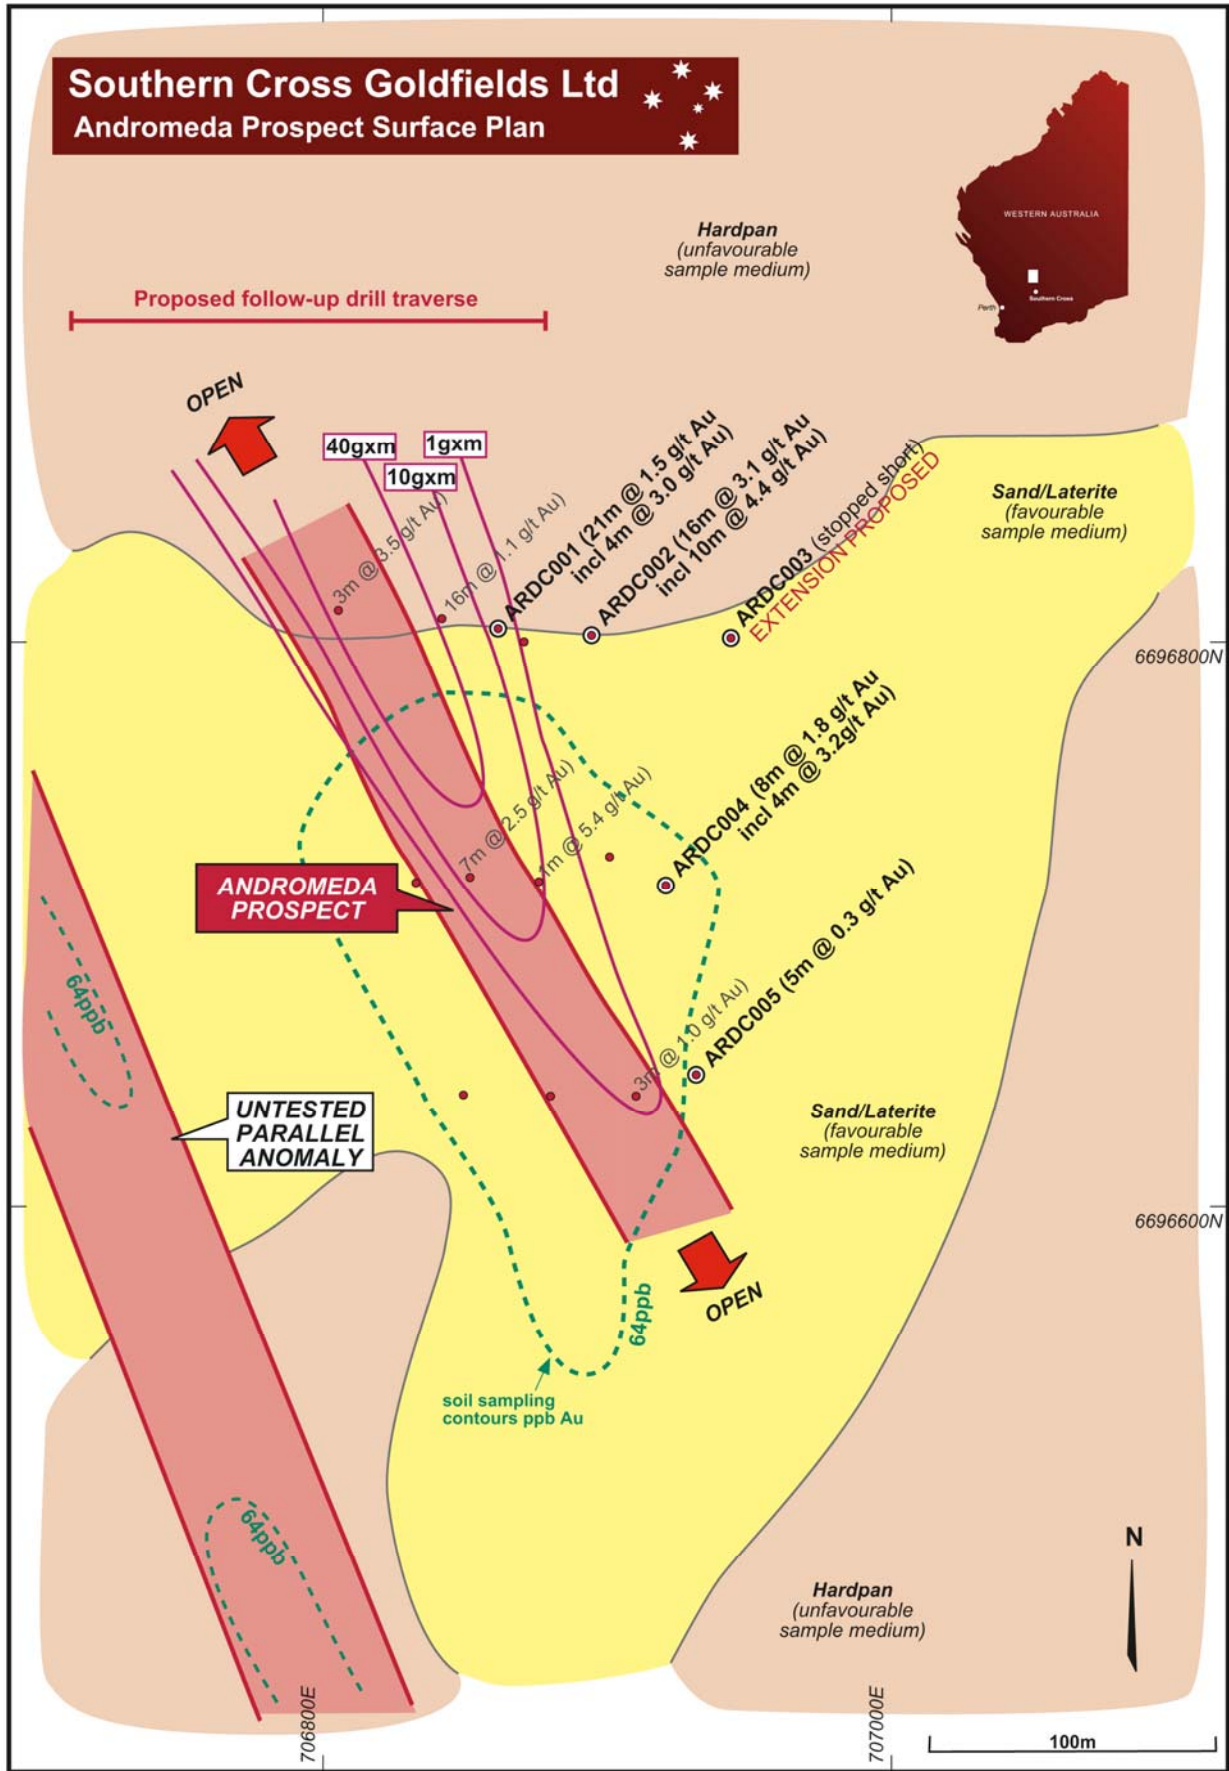 Southern Cross Goldfields Ltd
Andromeda Prospect Surface Plan
WESTERN AUSTRALIA
Southern Cross
Perth
Hardpan
(unfavourable
sample medium)
Proposed follow-up drill traverse
OPEN
40gxm
1gxm
10gxm
3m @ 3.5 g/t Au)
16m @ 1.1 g/t Au)
ARDC001 (21m @ 1.5 g/t Au
incl 4m @ 3.0 g/t Au)
ARDC002 (16m @ 3.1 g/t Au
incl 10m @ 4.4 g/t Au)
ARDC003 (stopped short)
EXTENSION PROPOSED
Sand/Laterite
(favourable
sample medium)
6696800N
7m @ 2.5 g/t Au)
1m @ 5.4 g/t Au)
ARDC004 (8m @ 1.8 g/t Au
incl 4m @ 3.2g/t Au)
ANDROMEDA
PROSPECT
64ppb
3m @ 1.0 g/t Au)
ARDC005 (5m @ 0.3 g/t Au)
UNTESTED
PARALLEL
ANOMALY
Sand/Laterite
(favourable
sample medium)
6696600N
OPEN
64ppb
soil sampling
contours ppb Au
64ppb
N
Hardpan
(unfavourable
sample medium)
706800E
707000E
100m